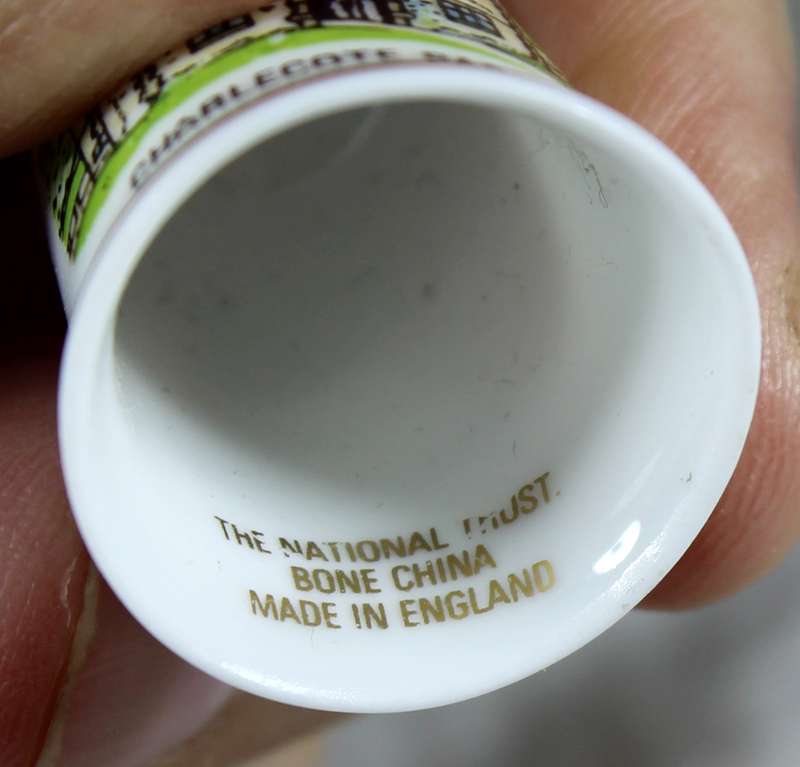 CHARLECOTE
THE NATIONAL TRUST.
BONE CHINA
MADE IN ENGLAND